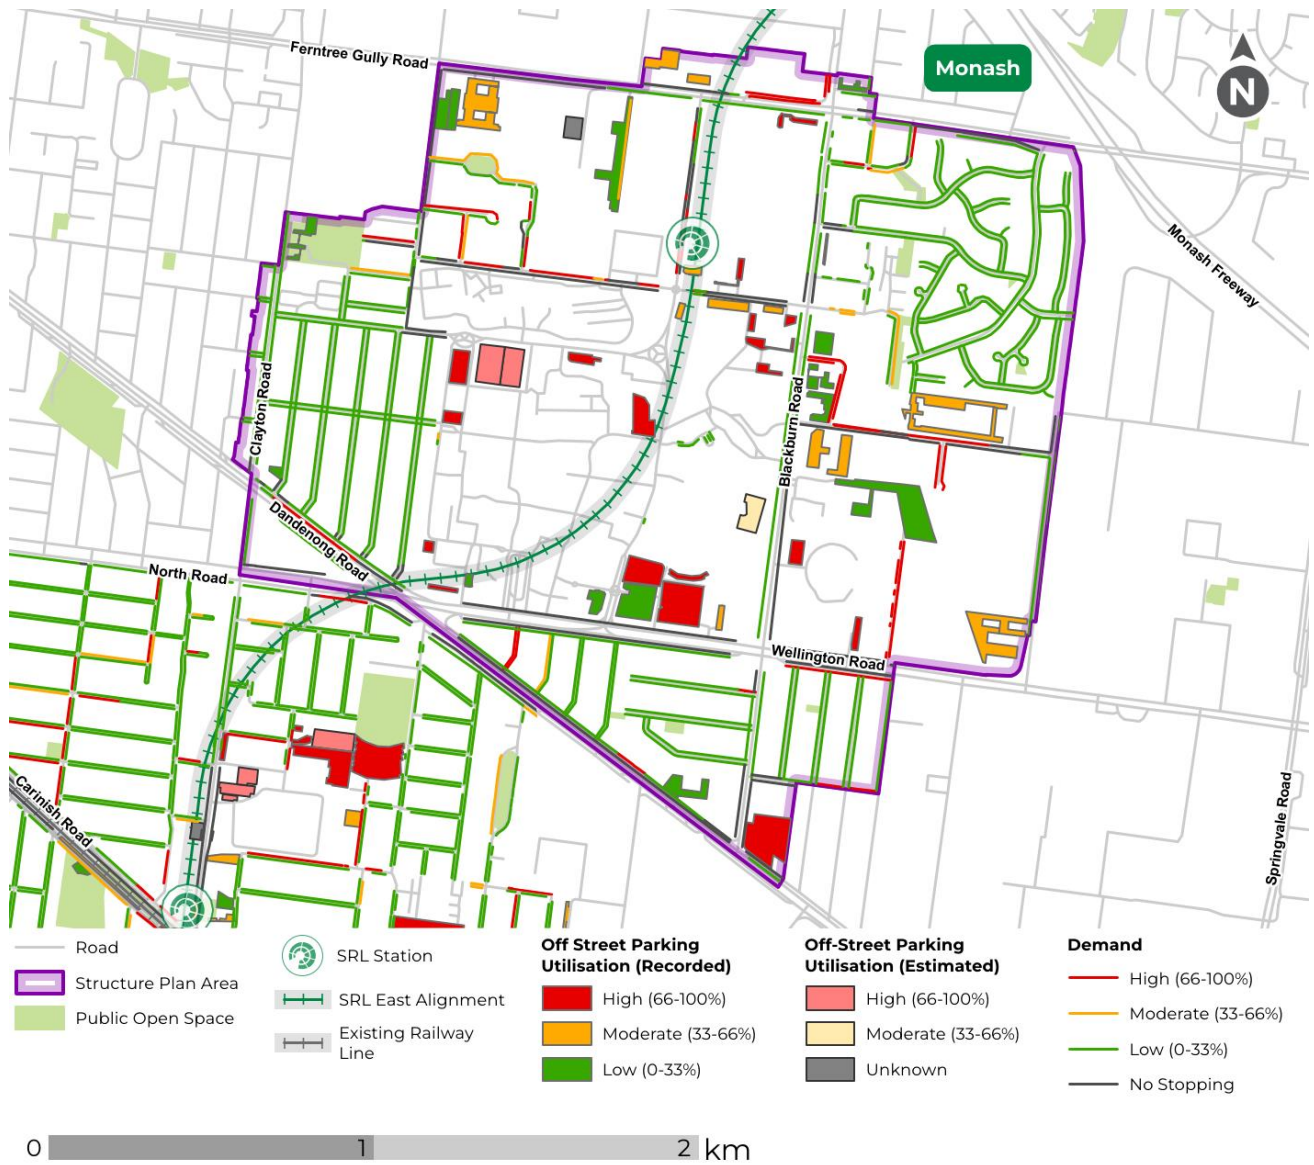 Ferntree Gully Road
Monash
N
Monash Freeway
Clayton Road
Blackburn Road
Dandenong Road
North Road
Wellington Road
Carinish Road
Springvale Road
Road
Structure Plan Area
Public Open Space
SRL Station
SRL East Alignment
Existing Railway
Line
Off Street Parking
Utilisation (Recorded)
High (66-100%)
Moderate (33-66%)
Low (0-33%)
Off-Street Parking
Utilisation (Estimated)
High (66-100%)
Moderate (33-66%)
Unknown
Demand
High (66-100%)
Moderate (33-66%)
Low (0-33%)
No Stopping
0 1 2 km